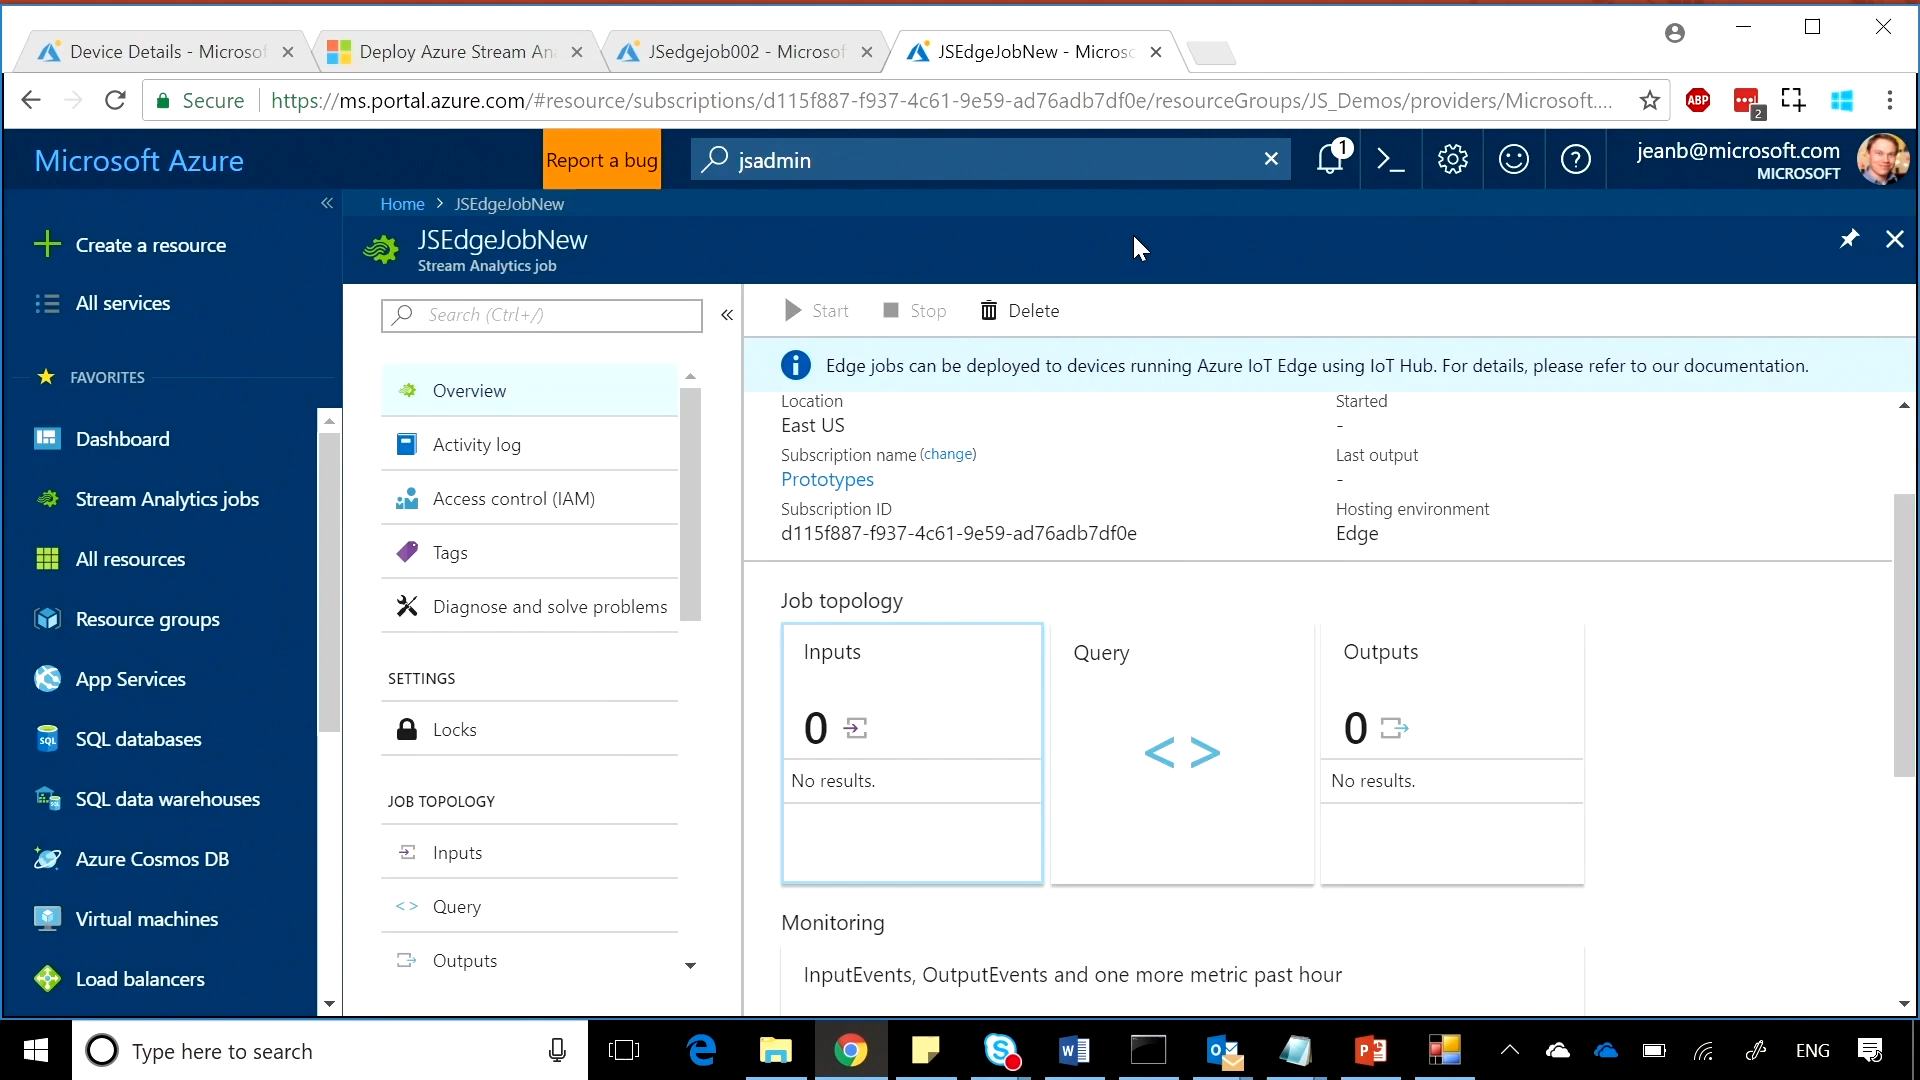 Device Details - Microsof
Deploy Azure Stream An
JSedgejob002 - Microsof
JSEdgeJobNew - Microso
Secure
https://ms.portal.azure.com/#resource/subscriptions/d115f887-f937-4c61-9e59-ad76adb7df0e/resourceGroups/JS_Demos/providers/Microsoft....
ABP
2
Microsoft Azure
Report a bug
jsadmin
1
jeanb@microsoft.com
MICROSOFT
Home > JSEdgeJobNew
JSEdgeJobNew
Stream Analytics job
Create a resource
All services
FAVORITES
Dashboard
Stream Analytics jobs
All resources
Resource groups
App Services
SQL databases
SQL data warehouses
Azure Cosmos DB
Virtual machines
Load balancers
Search (Ctrl+/)
Overview
Activity log
Access control (IAM)
Tags
Diagnose and solve problems
SETTINGS
Locks
JOB TOPOLOGY
Inputs
Query
Outputs
Start
Stop
Delete
Edge jobs can be deployed to devices running Azure IoT Edge using IoT Hub. For details, please refer to our documentation.
Location
East US
Subscription name (change)
Prototypes
Subscription ID
d115f887-f937-4c61-9e59-ad76adb7df0e
Started
-
Last output
-
Hosting environment
Edge
Job topology
Inputs
0
No results.
Query
< >
Outputs
0
No results.
Monitoring
InputEvents, OutputEvents and one more metric past hour
Type here to search
ENG